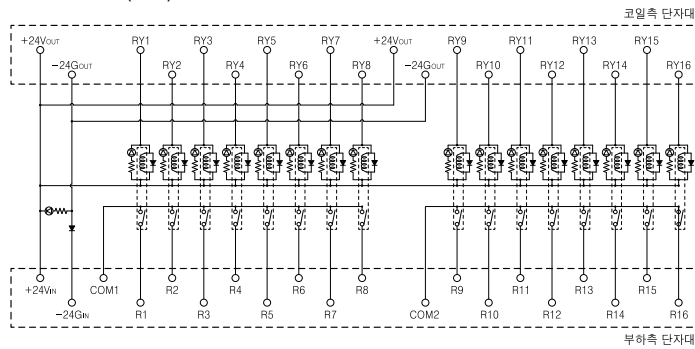 코일측 단자대
+24VOUT RY1 RY3 RY5 RY7 +24VOUT RY9 RY11 RY13 RY15
−24GOUT RY2 RY4 RY6 RY8 −24GOUT RY10 RY12 RY14 RY16
+24VIN COM1 R2 R4 R6 R8 R9 R11 R13 R15
−24GIN R1 R3 R5 R7 COM2 R10 R12 R14 R16
부하측 단자대